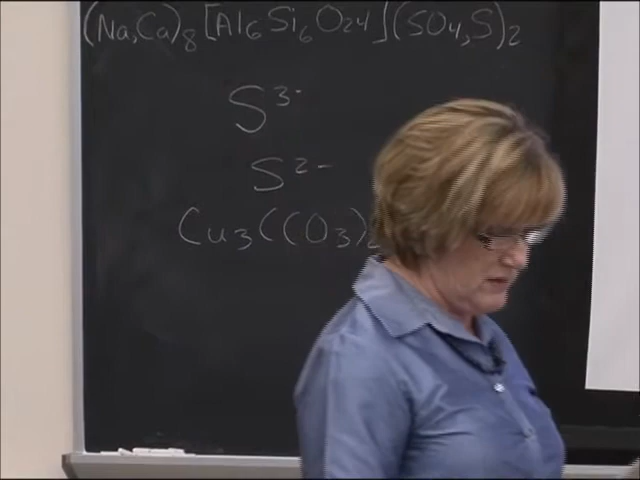 (Na,Ca)₈[Al₆Si₆O₂₄](SO₄,S)₂
S³⁻
S²⁻
Cu₃(CO₃)₂